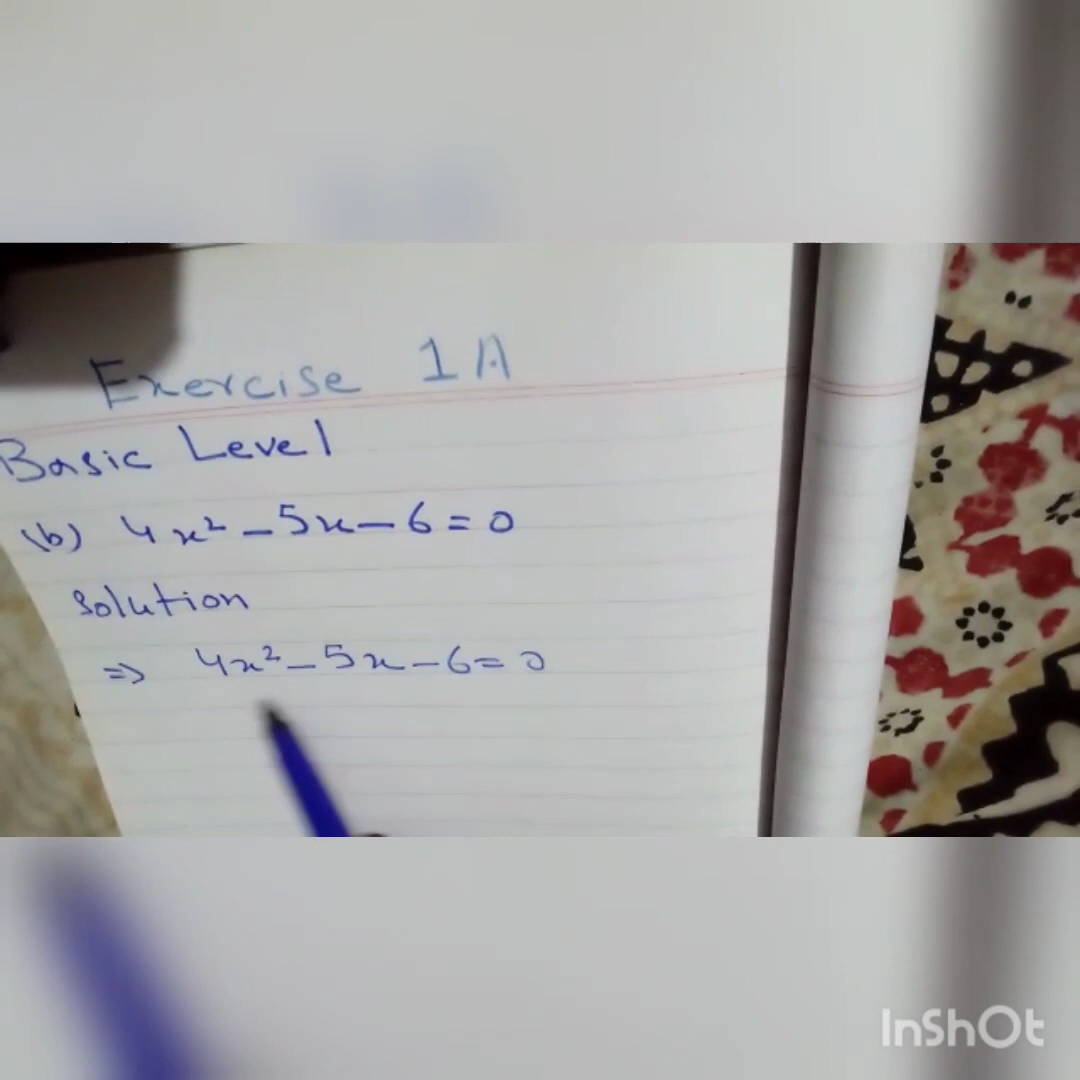 Exercise 1A
Basic Level
(b) 4x² - 5x - 6 = 0
Solution
⇒ 4x² - 5x - 6 = 0
InShOt